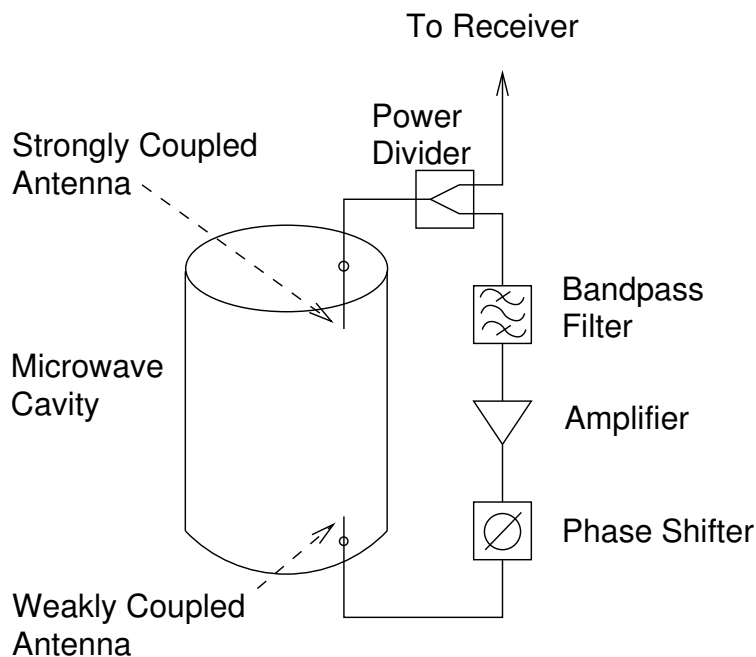 To Receiver
Power
Divider
Strongly Coupled
Antenna
Bandpass
Filter
Microwave
Cavity
Amplifier
Phase Shifter
Weakly Coupled
Antenna